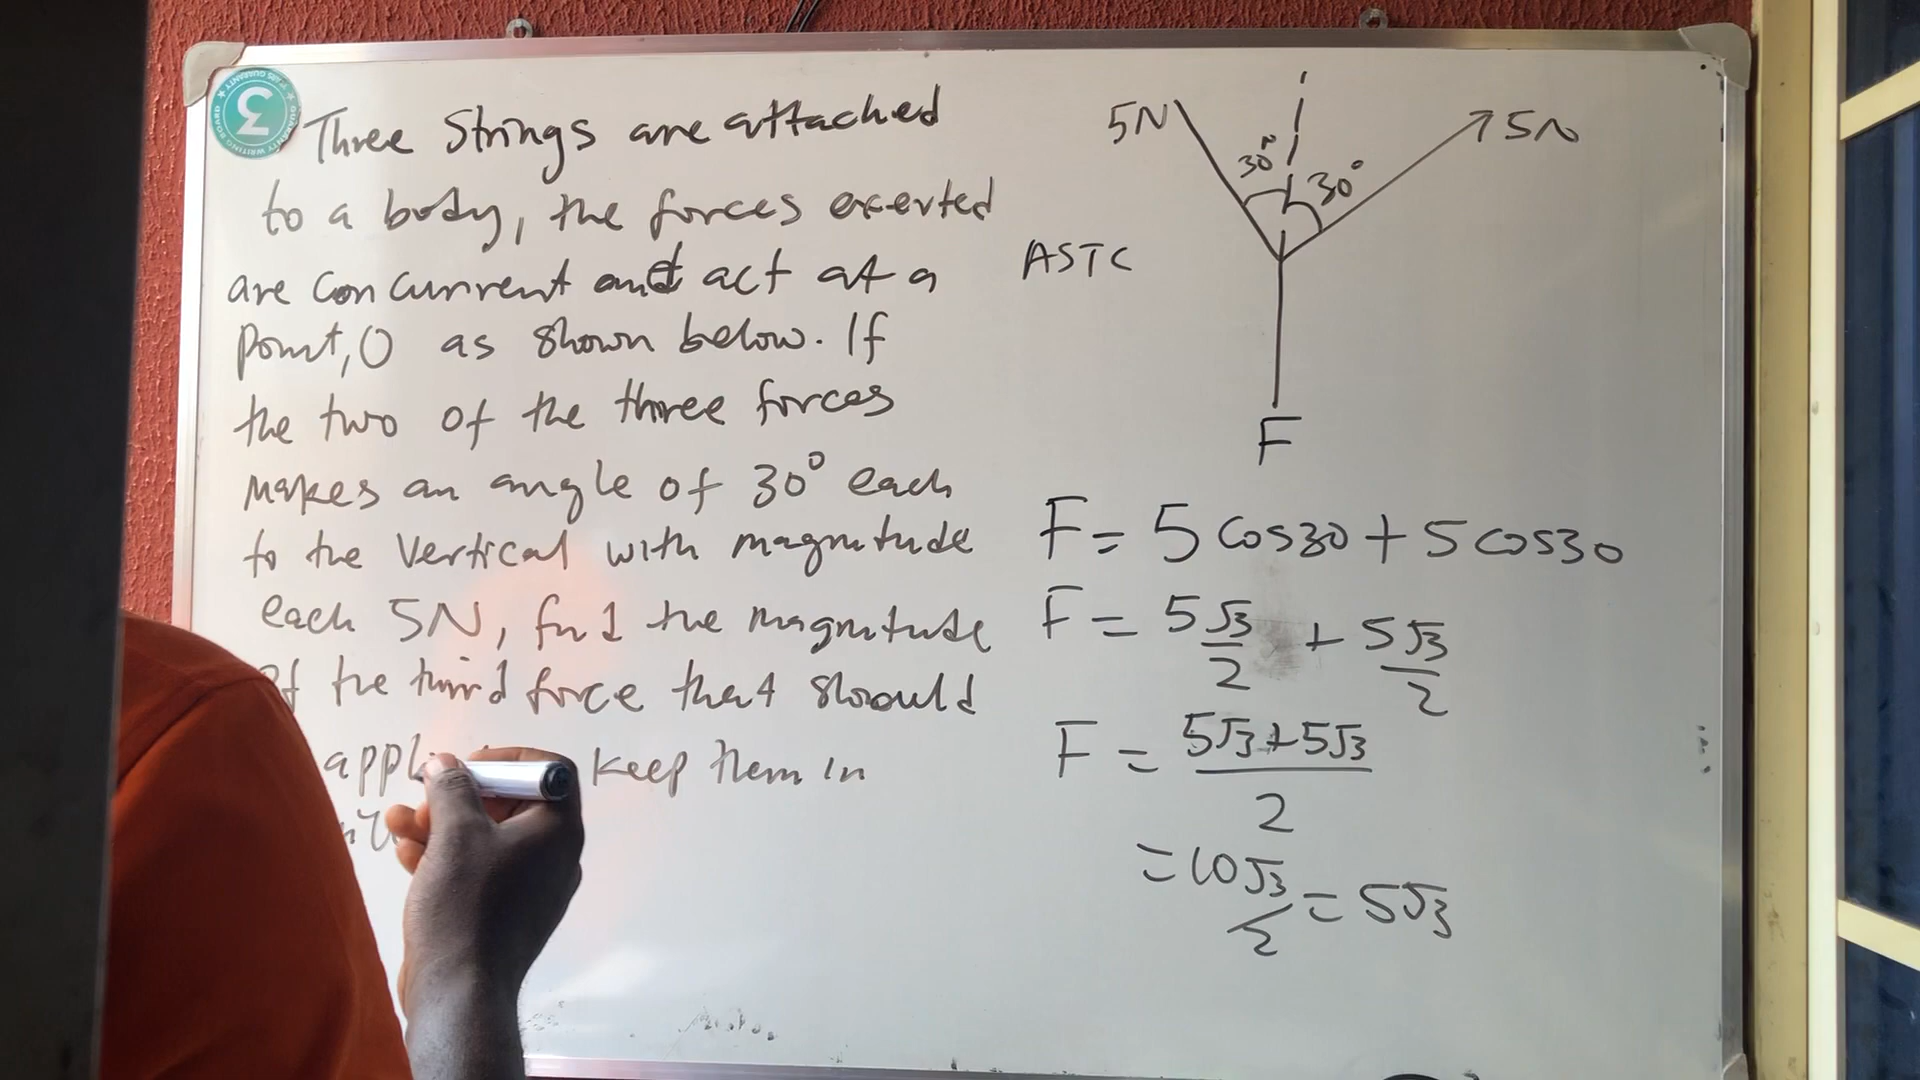 Three Strings are attached
to a body, the forces exerted
are concurrent and act at a
point, O as shown below. If
the two of the three forces
makes an angle of 30° each
to the vertical with magnitude
each 5N, find the magnitude
of the third force that should
keep them in
5N
30°
30°
5N
ASTC
F
F = 5 cos30 + 5 cos30
F = 5√3/2 + 5√3/2
F = 5√3+5√3
2
= 10√3/2 = 5√3